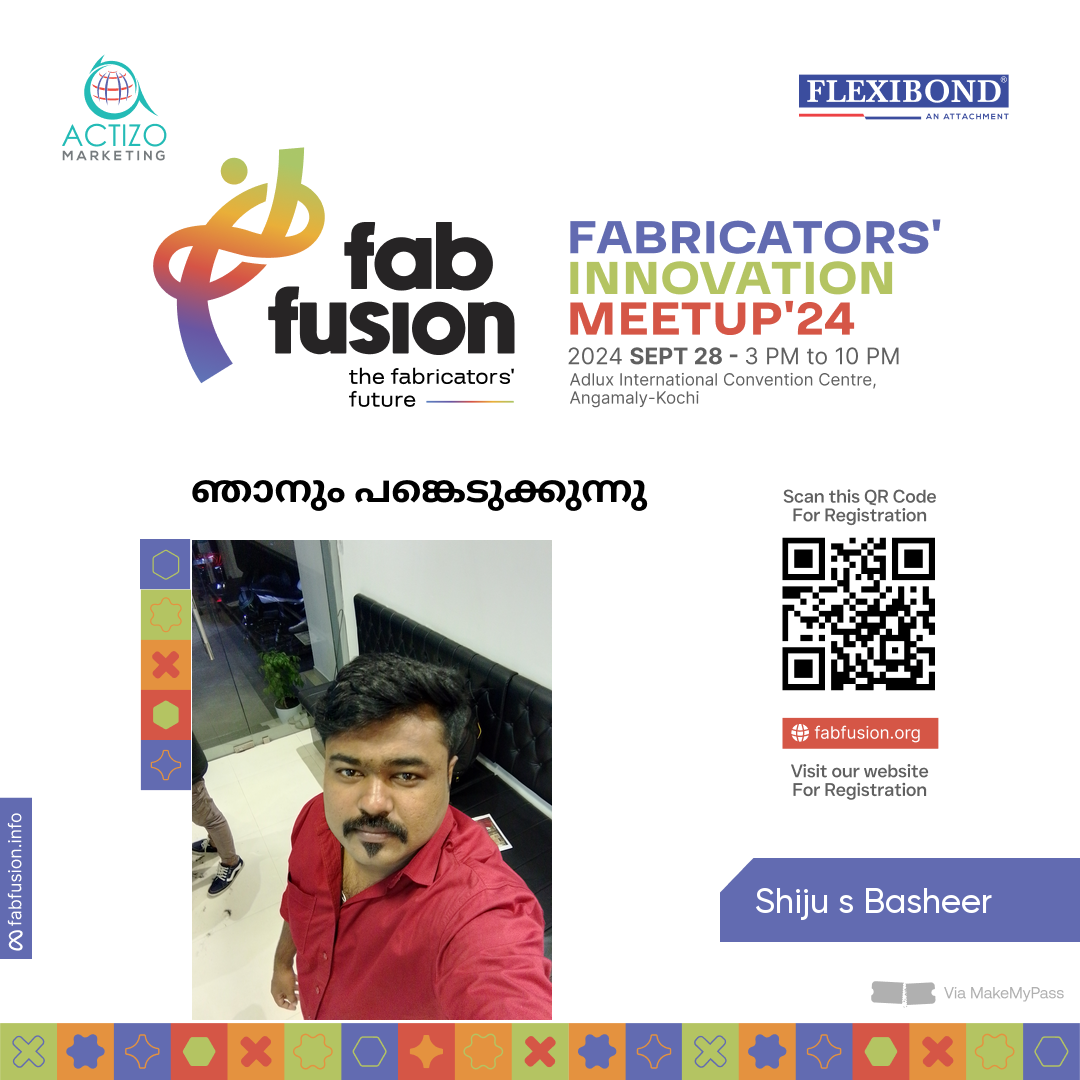 ACTIZO
MARKETING
FLEXIBOND®
AN ATTACHMENT
fab
fusion
the fabricators'
future
FABRICATORS'
INNOVATION
MEETUP'24
2024 SEPT 28 - 3 PM to 10 PM
Adlux International Convention Centre,
Angamaly-Kochi
ഞാനും പങ്കെടുക്കുന്നു
Scan this QR Code
For Registration
fabfusion.org
Visit our website
For Registration
fabfusion.info
Shiju s Basheer
Via MakeMyPass